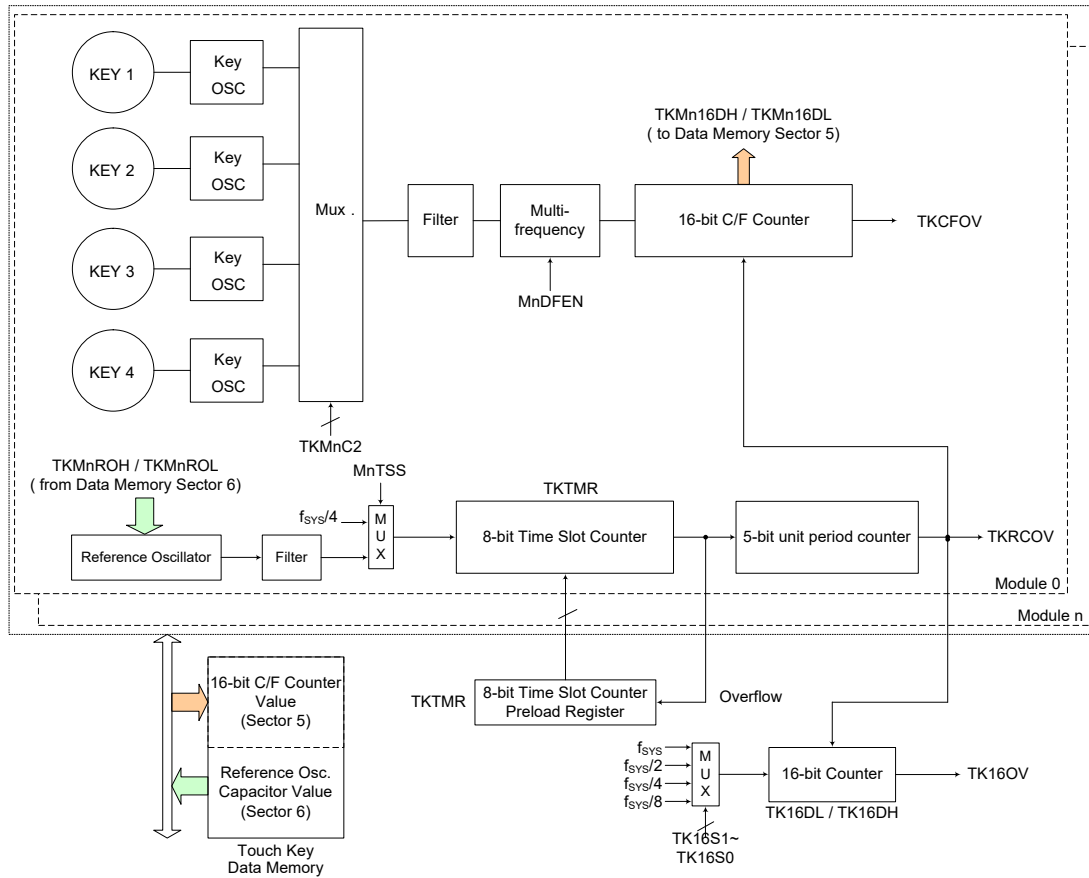 KEY 1
Key
OSC
KEY 2
Key
OSC
KEY 3
Key
OSC
KEY 4
Key
OSC
Mux .
TKMnC2
Filter
Multi-
frequency
MnDFEN
TKMn16DH / TKMn16DL
( to Data Memory Sector 5)
16-bit C/F Counter
TKCFOV
TKMnROH / TKMnROL
( from Data Memory Sector 6)
Reference Oscillator
Filter
MnTSS
fSYS/4
M
U
X
TKTMR
8-bit Time Slot Counter
5-bit unit period counter
TKRCOV
Module 0
Module n
TKTMR
8-bit Time Slot Counter
Preload Register
Overflow
fSYS
fSYS/2
fSYS/4
fSYS/8
M
U
X
TK16S1~
TK16S0
16-bit Counter
TK16DL / TK16DH
TK16OV
16-bit C/F Counter
Value
(Sector 5)
Reference Osc.
Capacitor Value
(Sector 6)
Touch Key
Data Memory